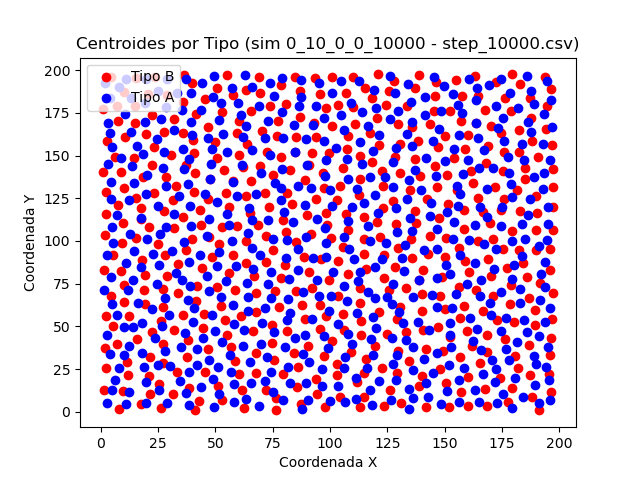 Centroides por Tipo (sim 0_10_0_0_10000 - step_10000.csv)
Tipo B
Tipo A
200
175
150
125
100
75
50
25
0
Coordenada Y
0 25 50 75 100 125 150 175 200
Coordenada X